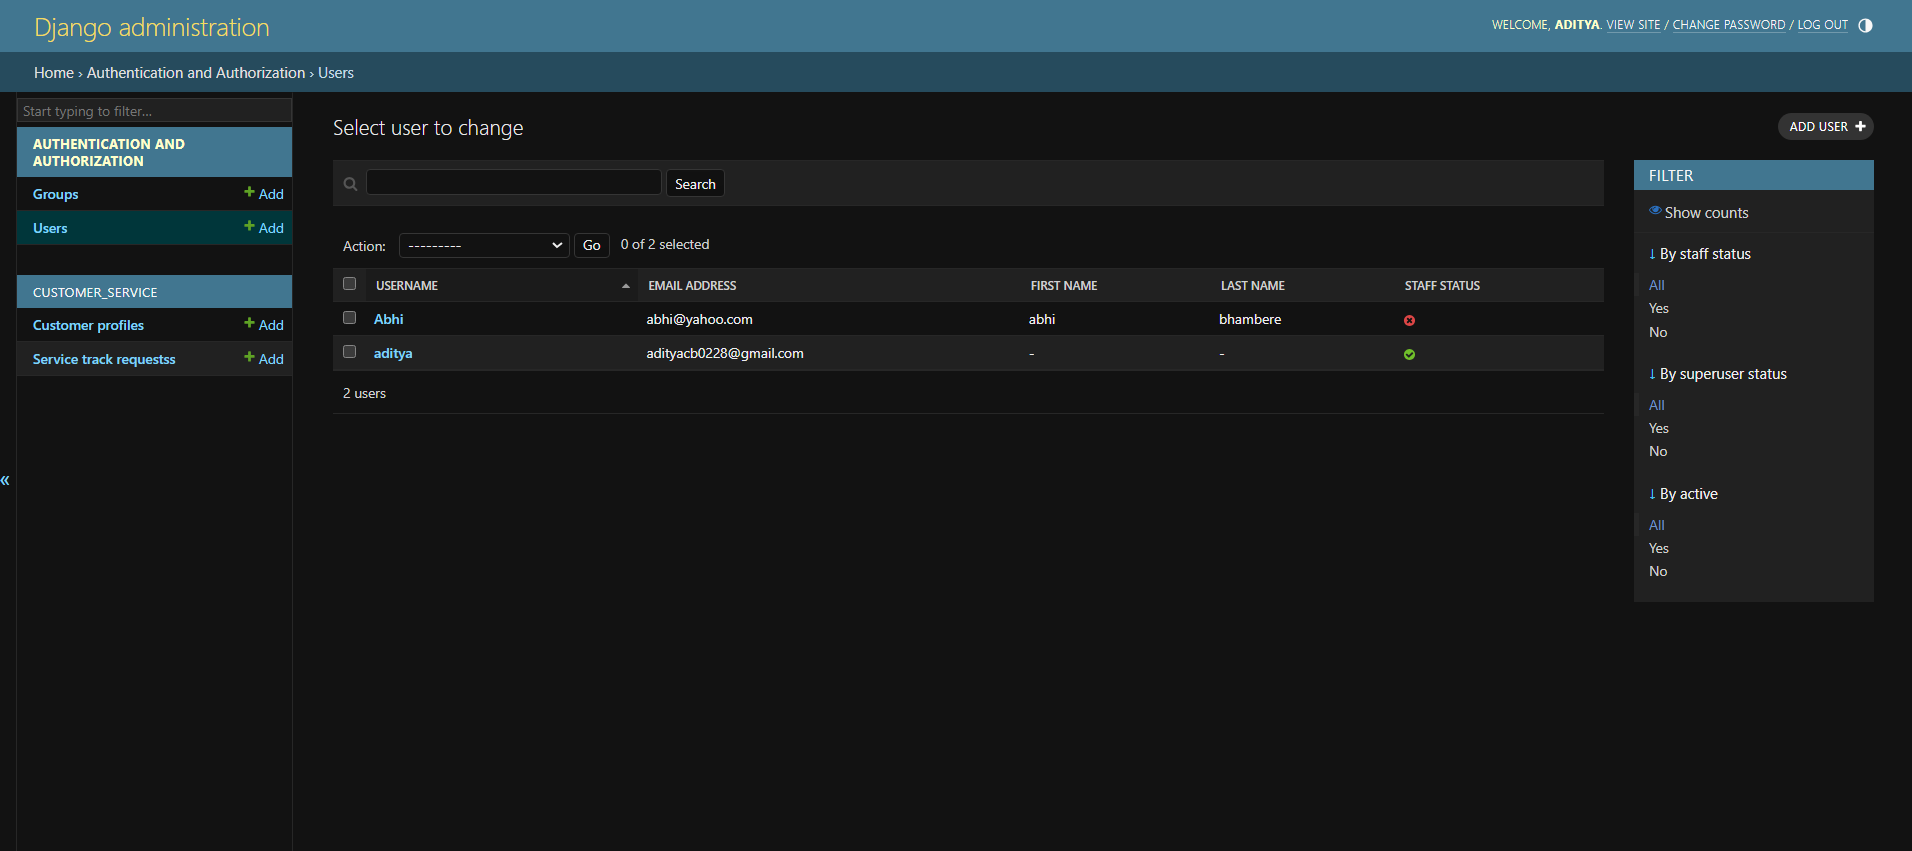 Django administration
WELCOME, ADITYA. VIEW SITE / CHANGE PASSWORD / LOG OUT
Home › Authentication and Authorization › Users
Start typing to filter...
AUTHENTICATION AND
AUTHORIZATION
Groups + Add
Users + Add
CUSTOMER_SERVICE
Customer profiles + Add
Service track requestss + Add
«
Select user to change
ADD USER +
Search
Action: --------- Go 0 of 2 selected
USERNAME EMAIL ADDRESS FIRST NAME LAST NAME STAFF STATUS
Abhi abhi@yahoo.com abhi bhambere
aditya adityacb0228@gmail.com - -
2 users
FILTER
Show counts
↓ By staff status
All
Yes
No
↓ By superuser status
All
Yes
No
↓ By active
All
Yes
No